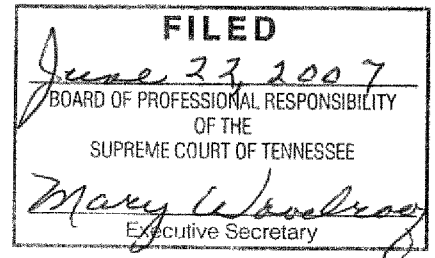 FILED
June 22, 2007
BOARD OF PROFESSIONAL RESPONSIBILITY
OF THE
SUPREME COURT OF TENNESSEE
Mary Woodroof
Executive Secretary